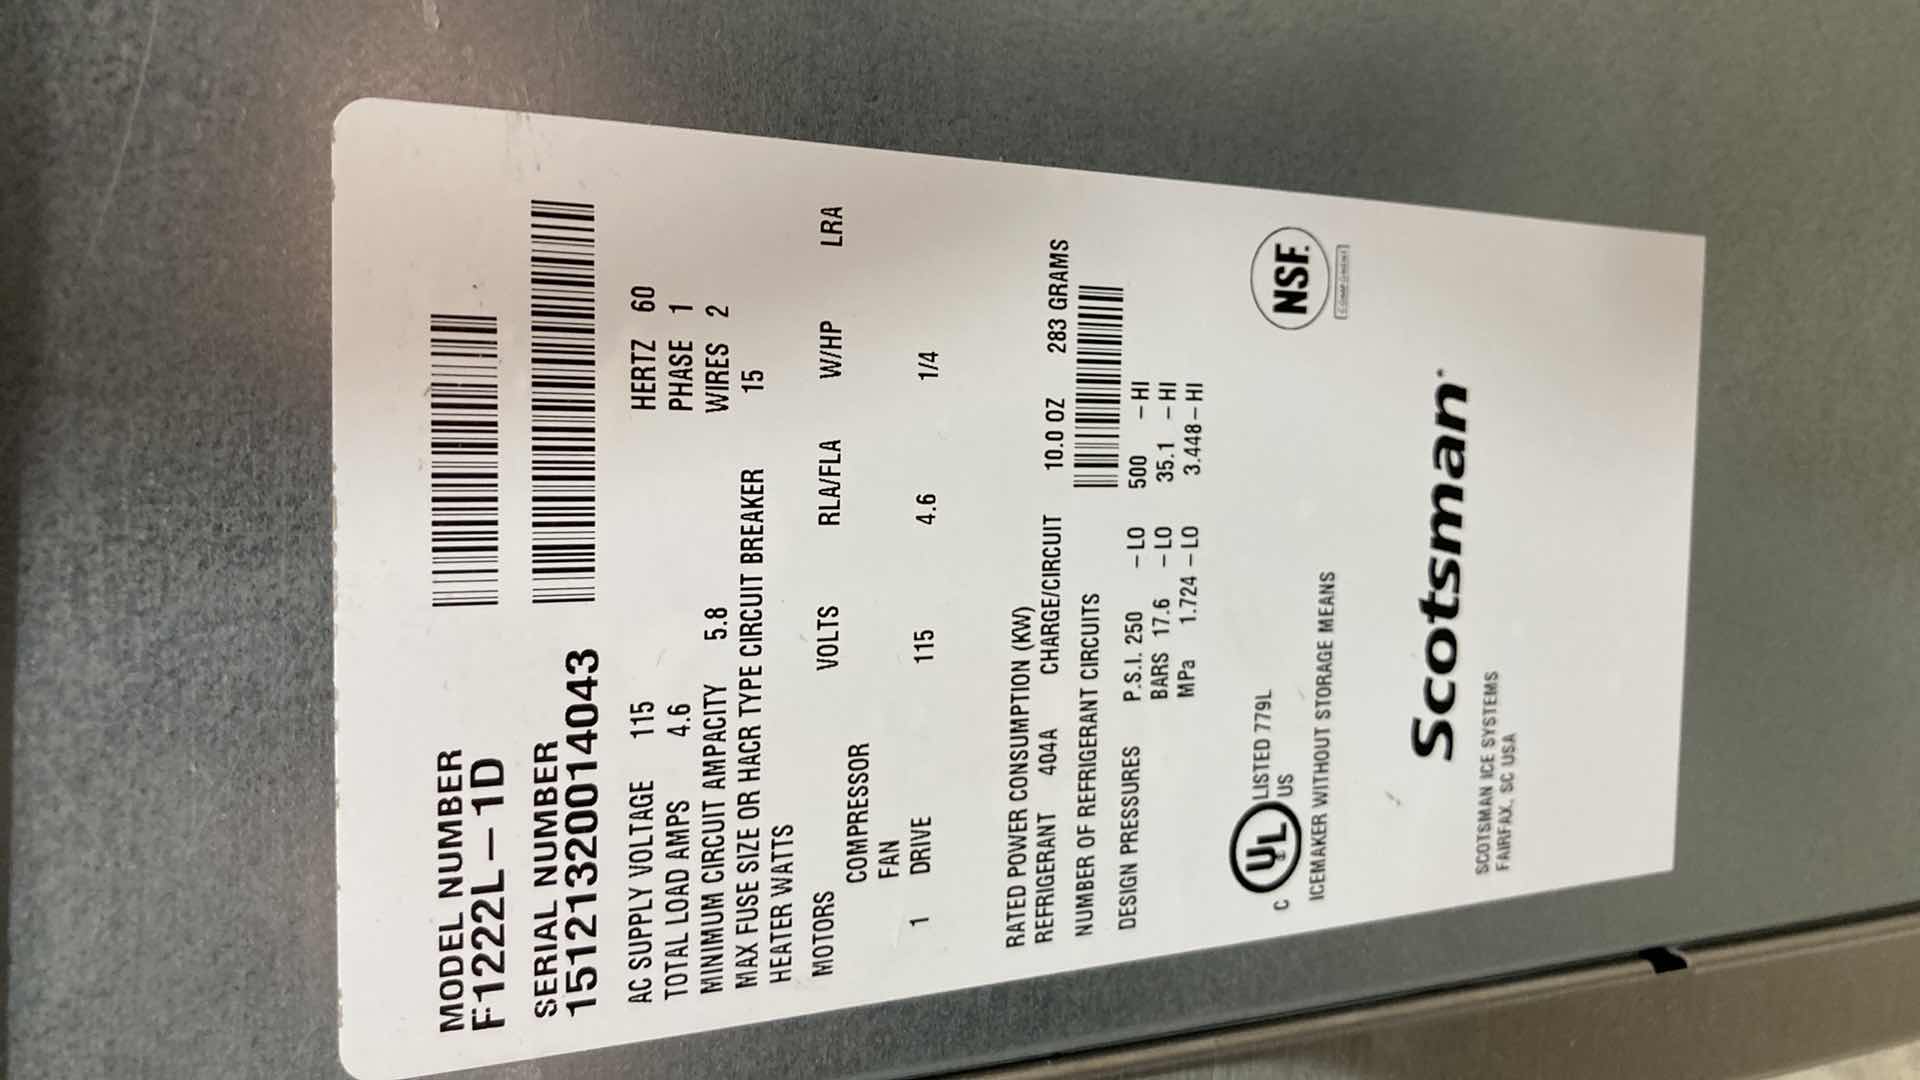 MODEL NUMBER
F1222L-1D
SERIAL NUMBER
15121320014043
AC SUPPLY VOLTAGE 115 HERTZ 60
TOTAL LOAD AMPS 4.6 PHASE 1
MINIMUM CIRCUIT AMPACITY 5.8 WIRES 2
MAX FUSE SIZE OR HACR TYPE CIRCUIT BREAKER 15
HEATER WATTS
MOTORS VOLTS RLA/FLA W/HP LRA
COMPRESSOR
FAN
1 DRIVE 115 4.6 1/4
RATED POWER CONSUMPTION (KW)
REFRIGERANT 404A CHARGE/CIRCUIT 10.0 OZ 283 GRAMS
NUMBER OF REFRIGERANT CIRCUITS
DESIGN PRESSURES P.S.I. 250 -LO 500 -HI
BARS 17.6 -LO 35.1 -HI
MPa 1.724 -LO 3.448-HI
C UL US LISTED 779L
NSF.
COMPONENT
ICEMAKER WITHOUT STORAGE MEANS
Scotsman
SCOTSMAN ICE SYSTEMS
FAIRFAX, SC USA